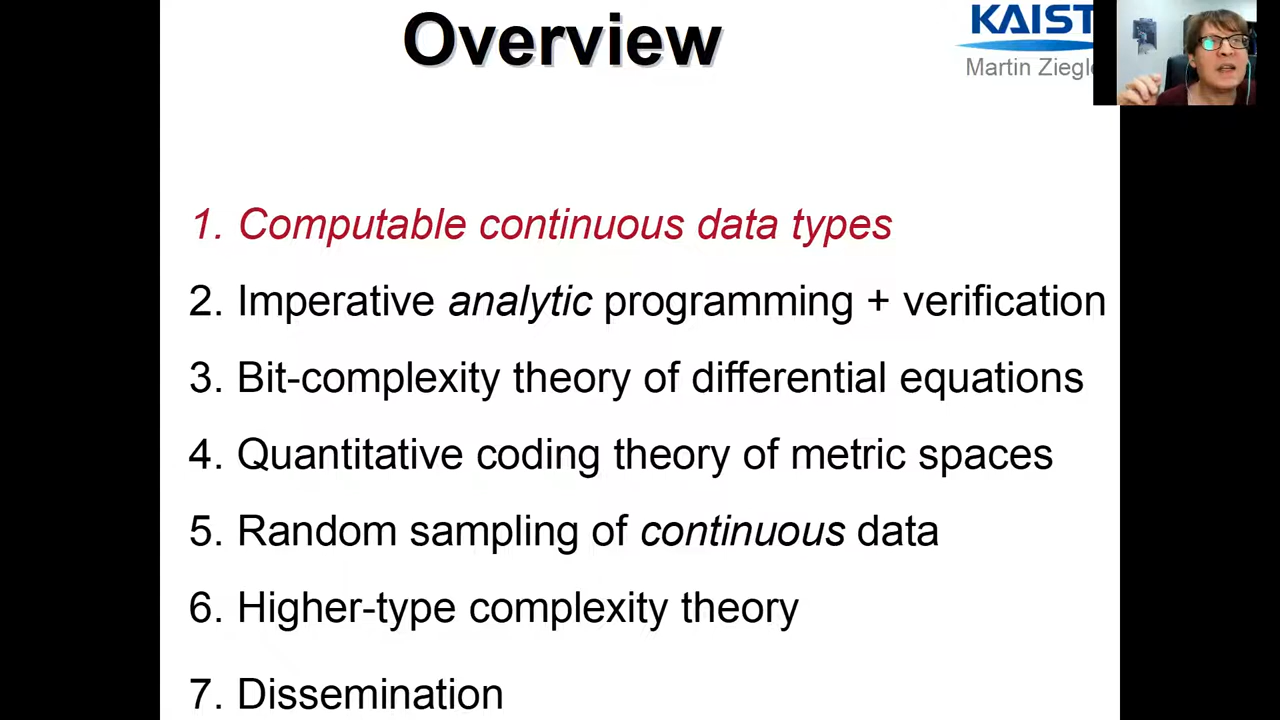 Overview
KAIST
Martin Ziegle
1. Computable continuous data types
2. Imperative analytic programming + verification
3. Bit-complexity theory of differential equations
4. Quantitative coding theory of metric spaces
5. Random sampling of continuous data
6. Higher-type complexity theory
7. Dissemination